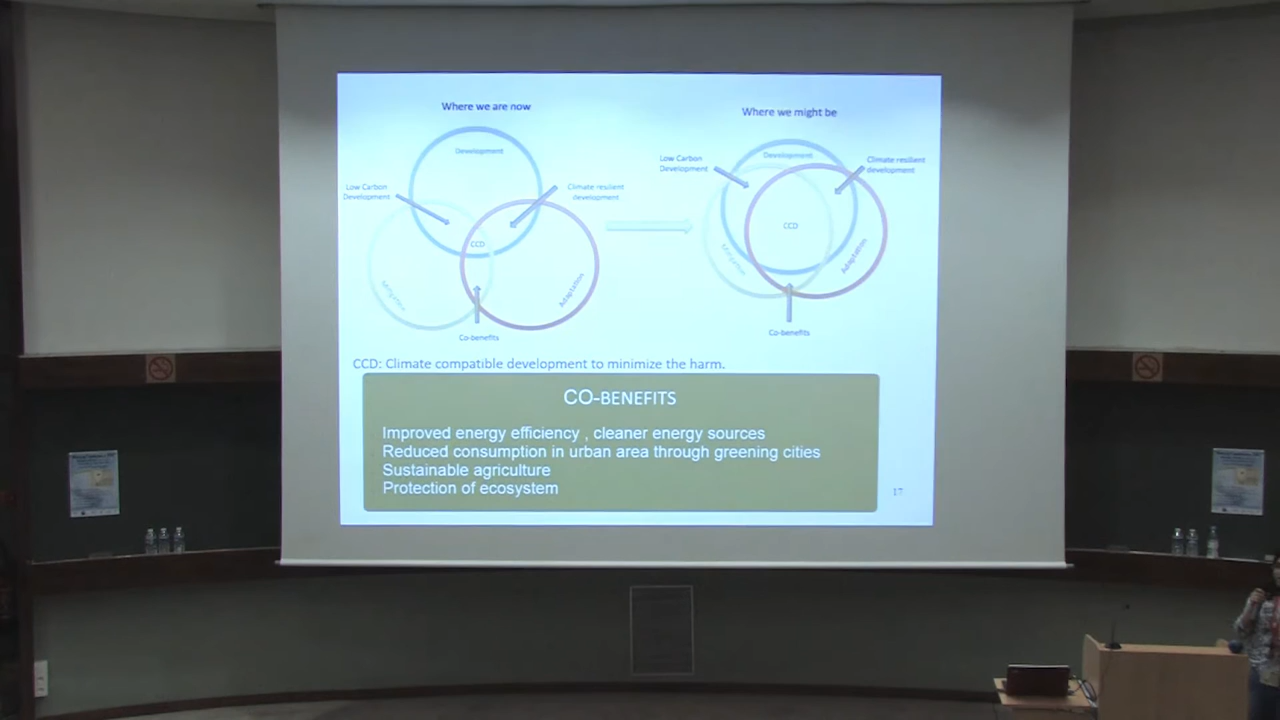 Where we are now
Development
Low Carbon
Development
Climate resilient
development
CCD
Mitigation
Adaptation
Co-benefits
Where we might be
Development
Low Carbon
Development
Climate resilient
development
CCD
Mitigation
Adaptation
Co-benefits
CCD: Climate compatible development to minimize the harm.
CO-BENEFITS
Improved energy efficiency , cleaner energy sources
Reduced consumption in urban area through greening cities
Sustainable agriculture
Protection of ecosystem
17